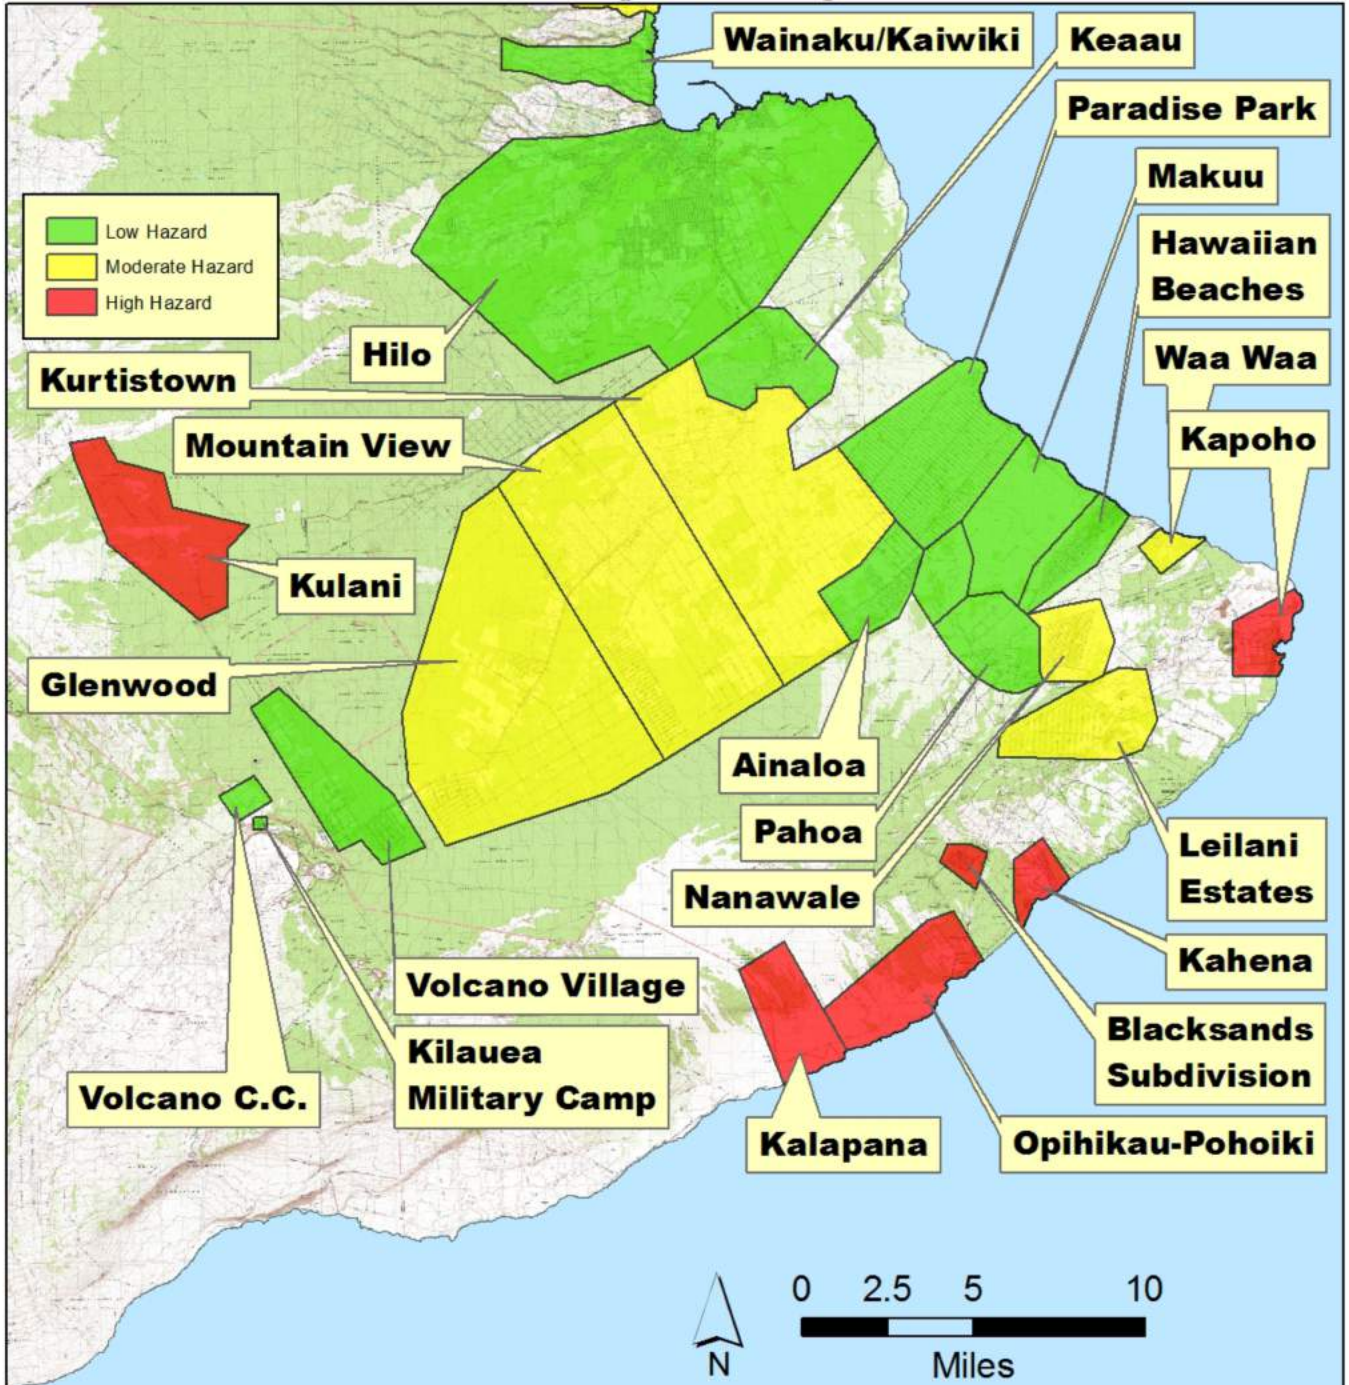 Wainaku/Kaiwiki
Keaau
Paradise Park
Makuu
Hawaiian
Beaches
Waa Waa
Kapoho
Low Hazard
Moderate Hazard
High Hazard
Hilo
Kurtistown
Mountain View
Kulani
Glenwood
Ainaloa
Pahoa
Nanawale
Leilani
Estates
Kahena
Blacksands
Subdivision
Opihikau-Pohoiki
Kalapana
Volcano Village
Kilauea
Military Camp
Volcano C.C.
0 2.5 5 10
Miles
N